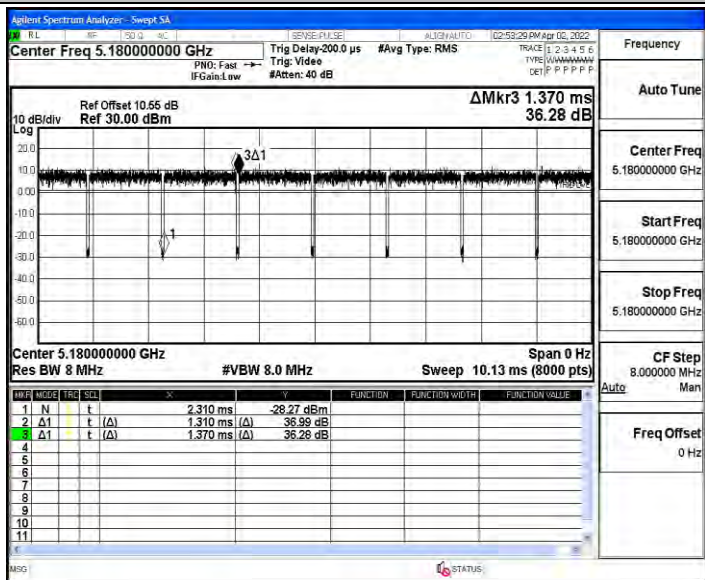 Agilent Spectrum Analyzer - Swept SA
RL RF 50 Ω AC SENSE:PULSE ALIGN AUTO 02:53:29 PM Apr 02, 2022
Center Freq 5.180000000 GHz
PNO: Fast
IFGain:Low
Trig Delay-200.0 µs
Trig: Video
#Atten: 40 dB
#Avg Type: RMS
TRACE 1 2 3 4 5 6
TYPE WWWWWW
DET P P P P P P
Ref Offset 10.55 dB
10 dB/div Ref 30.00 dBm
ΔMkr3 1.370 ms
36.28 dB
Log
20.0
10.0
0.00
-10.0
-20.0
-30.0
-40.0
-50.0
-60.0
3Δ1
1
TRIG LVL
Center 5.180000000 GHz Span 0 Hz
Res BW 8 MHz #VBW 8.0 MHz Sweep 10.13 ms (8000 pts)
MKR MODE TRC SCL X Y FUNCTION FUNCTION WIDTH FUNCTION VALUE
1 N t 2.310 ms -28.27 dBm
2 Δ1 t (Δ) 1.310 ms (Δ) 36.99 dB
3 Δ1 t (Δ) 1.370 ms (Δ) 36.28 dB
4
5
6
7
8
9
10
11
MSG STATUS
Frequency
Auto Tune
Center Freq
5.180000000 GHz
Start Freq
5.180000000 GHz
Stop Freq
5.180000000 GHz
CF Step
8.000000 MHz
Auto Man
Freq Offset
0 Hz